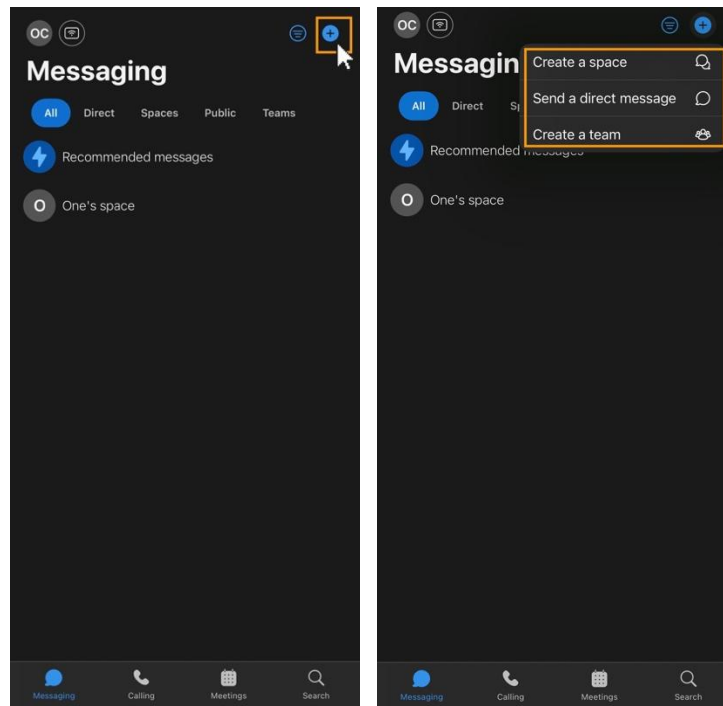 OC
Messaging
All Direct Spaces Public Teams
Recommended messages
O One's space
Messaging Calling Meetings Search
OC
Messagin
Create a space
Send a direct message
All Direct
Create a team
Recommended messages
O One's space
Messaging Calling Meetings Search